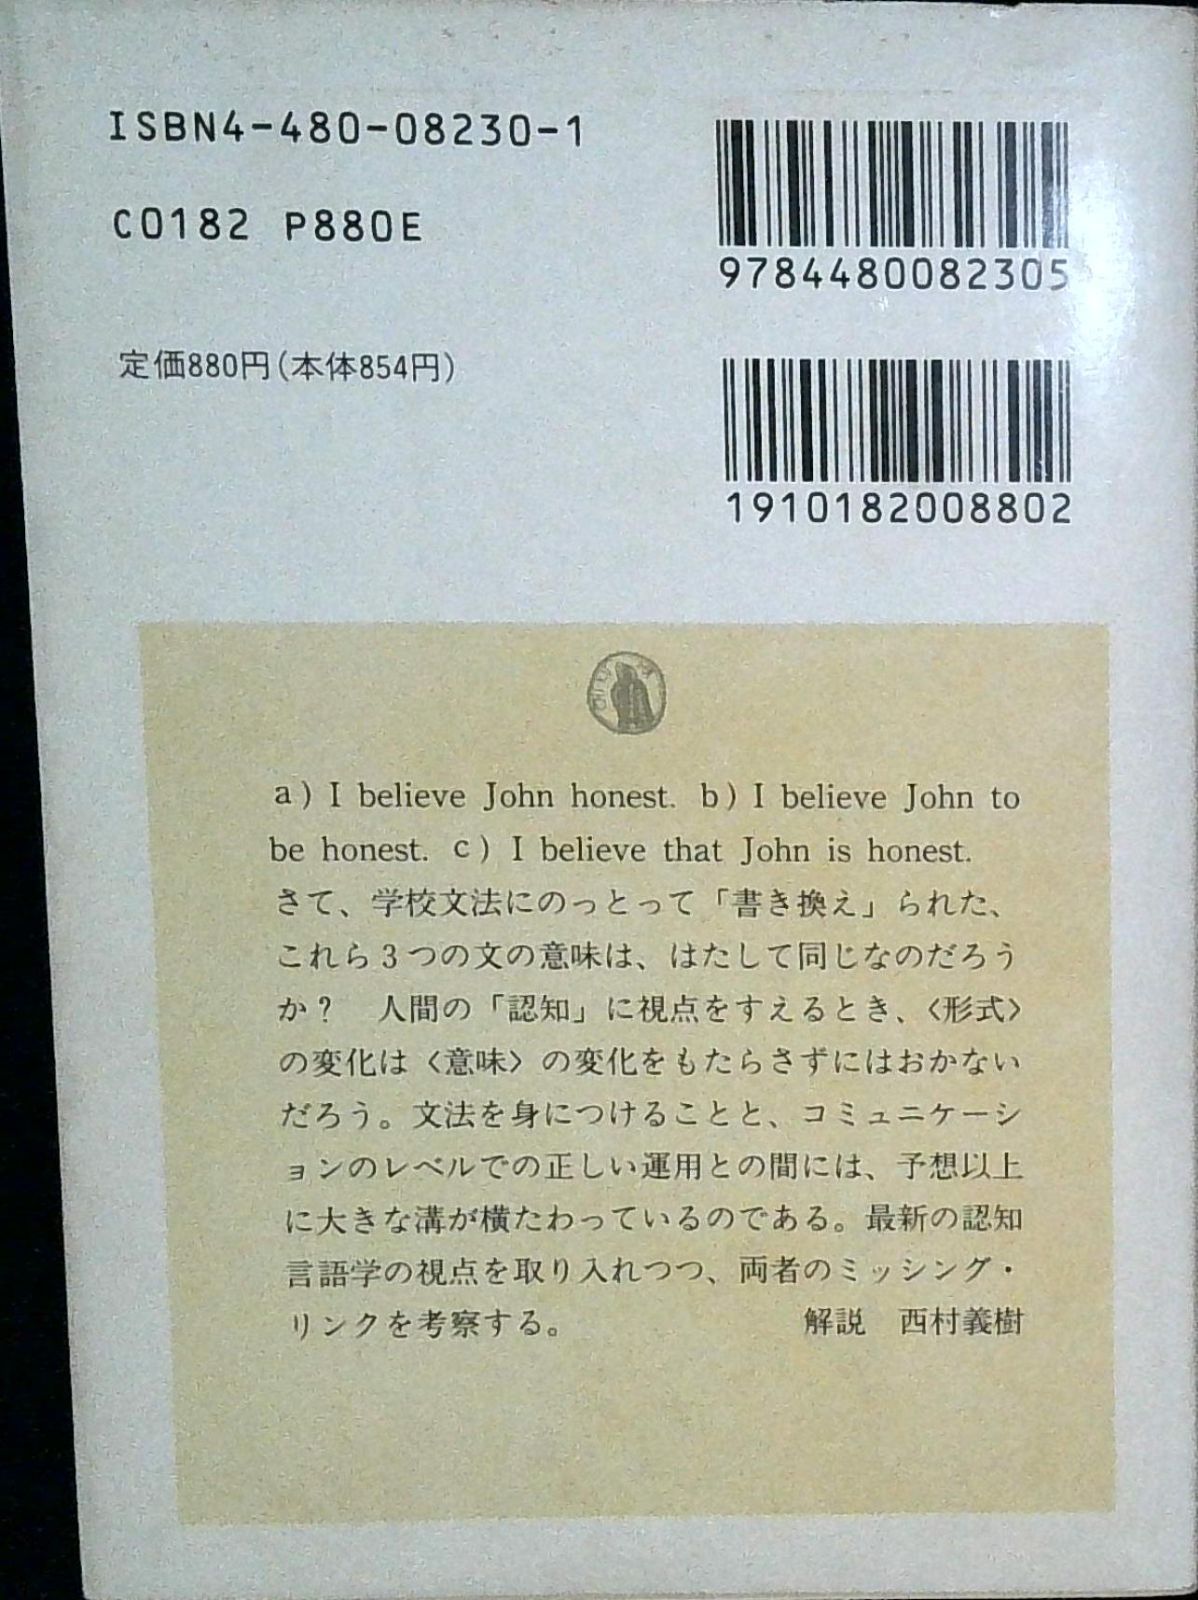 ISBN4-480-08230-1
C0182 P880E
定価880円(本体854円)
9784480082305
1910182008802
a) I believe John honest. b) I believe John to
be honest. c) I believe that John is honest.
さて、学校文法にのっとって「書き換え」られた、
これら3つの文の意味は、はたして同じなのだろう
か? 人間の「認知」に視点をすえるとき、〈形式〉
の変化は〈意味〉の変化をもたらさずにはおかない
だろう。文法を身につけることと、コミュニケーシ
ョンのレベルでの正しい運用との間には、予想以上
に大きな溝が横たわっているのである。最新の認知
言語学の視点を取り入れつつ、両者のミッシング・
リンクを考察する。 解説 西村義樹